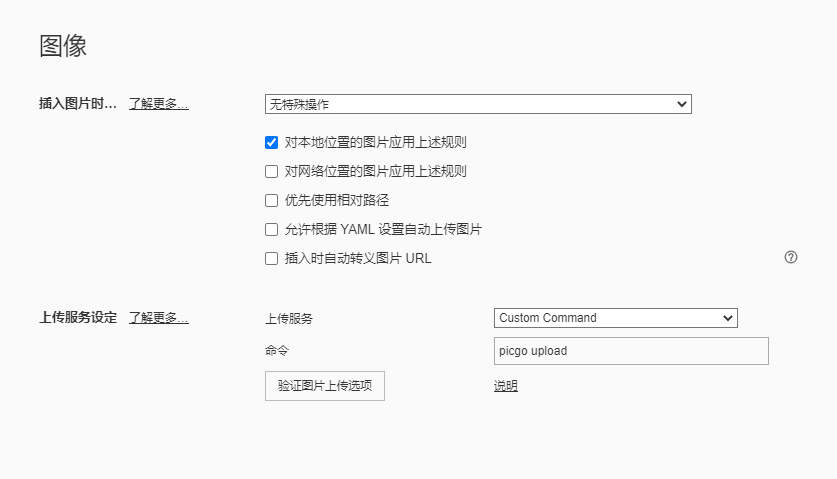 图像
插入图片时... 了解更多... 无特殊操作
对本地位置的图片应用上述规则
对网络位置的图片应用上述规则
优先使用相对路径
允许根据 YAML 设置自动上传图片
插入时自动转义图片 URL
上传服务设定 了解更多... 上传服务 Custom Command
命令 picgo upload
验证图片上传选项 说明